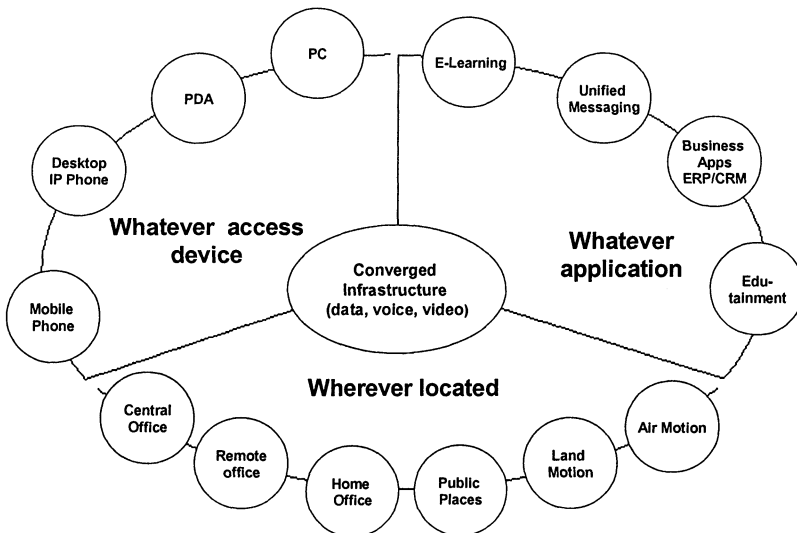 PC
PDA
Desktop
IP Phone
Mobile
Phone
Whatever access
device
E-Learning
Unified
Messaging
Business
Apps
ERP/CRM
Edu-
tainment
Whatever
application
Converged
Infrastructure
(data, voice, video)
Wherever located
Central
Office
Remote
office
Home
Office
Public
Places
Land
Motion
Air Motion